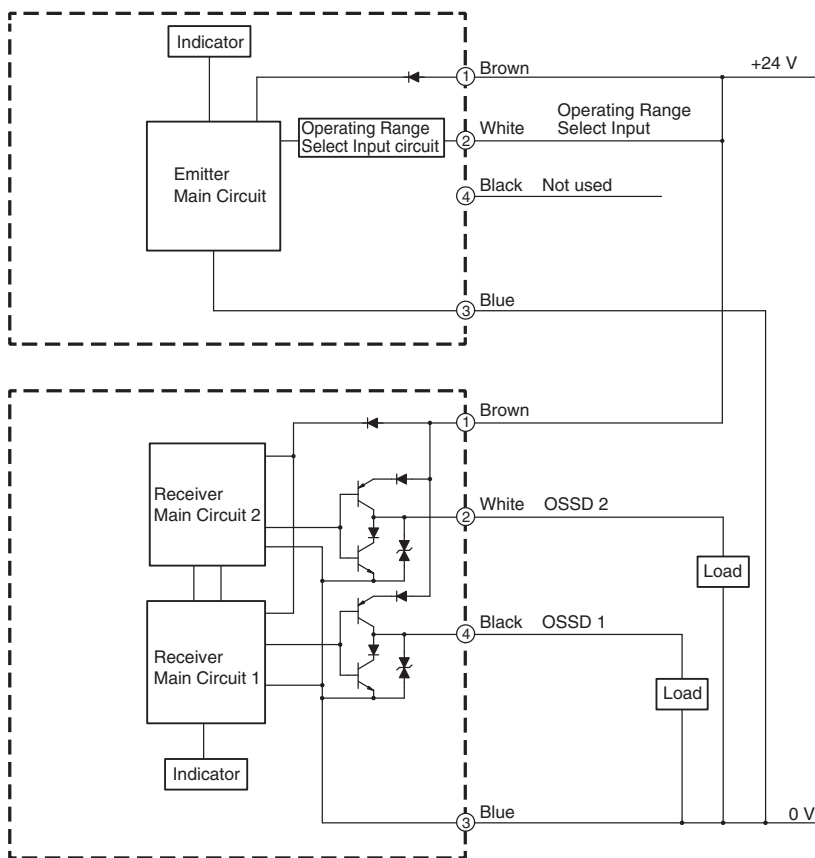 Indicator
1 Brown
+24 V
Operating Range
Select Input circuit
2 White
Operating Range
Select Input
Emitter
Main Circuit
4 Black Not used
3 Blue
1 Brown
Receiver
Main Circuit 2
2 White OSSD 2
Load
4 Black OSSD 1
Receiver
Main Circuit 1
Load
Indicator
3 Blue
0 V